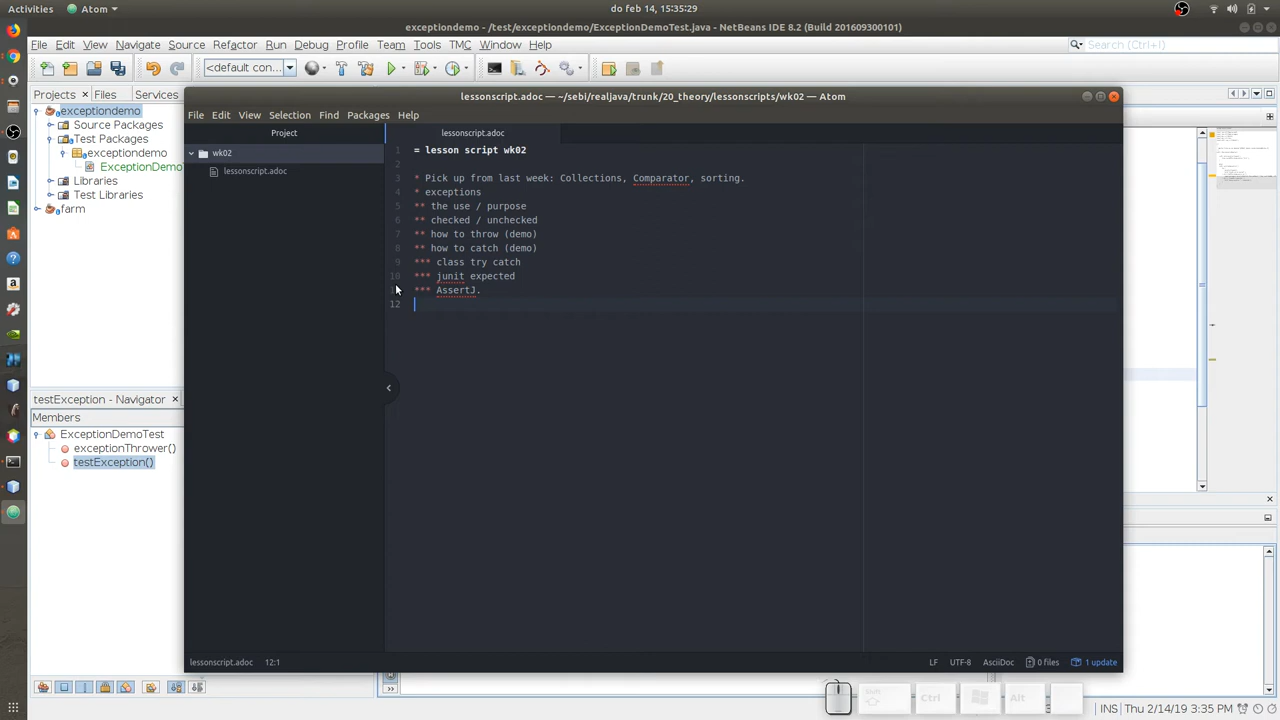 Activities
Atom
do feb 14, 15:35:29
exceptiondemo - ~/test/exceptiondemo/ExceptionDemoTest.java - NetBeans IDE 8.2 (Build 201609300101)
File Edit View Navigate Source Refactor Run Debug Profile Team Tools TMC Window Help
Search (Ctrl+I)
<default con...
Projects Files Services
exceptiondemo
Source Packages
Test Packages
exceptiondemo
ExceptionDemo
Libraries
Test Libraries
farm
lessonscript.adoc — ~/sebi/realjava/trunk/20_theory/lessonscripts/wk02 — Atom
File Edit View Selection Find Packages Help
Project
wk02
lessonscript.adoc
lessonscript.adoc
1 = lesson script wk02
2
3 * Pick up from last week: Collections, Comparator, sorting.
4 * exceptions
5 ** the use / purpose
6 ** checked / unchecked
7 ** how to throw (demo)
8 ** how to catch (demo)
9 *** class try catch
10 *** junit expected
*** AssertJ.
12
testException - Navigator
Members
ExceptionDemoTest
exceptionThrower()
testException()
lessonscript.adoc 12:1
LF UTF-8 AsciiDoc 0 files 1 update
Shift Ctrl Alt
INS Thu 2/14/19 3:35 PM